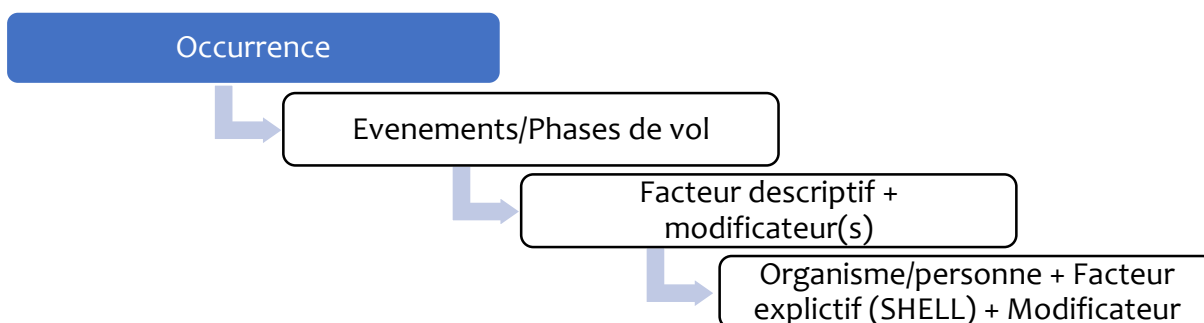 Occurrence
Evenements/Phases de vol
Facteur descriptif +
modificateur(s)
Organisme/personne + Facteur
explictif (SHELL) + Modificateur